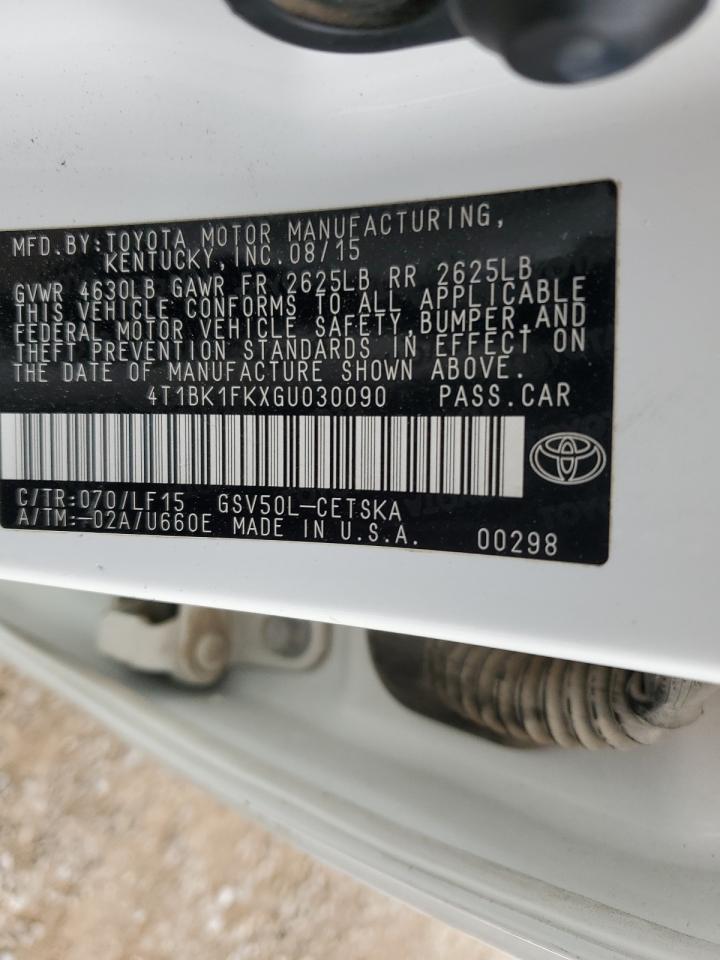 MFD.BY:TOYOTA MOTOR MANUFACTURING,
KENTUCKY,INC.08/15
GVWR 4630LB GAWR FR 2625LB RR 2625LB
THIS VEHICLE CONFORMS TO ALL APPLICABLE
FEDERAL MOTOR VEHICLE SAFETY,BUMPER,AND
THEFT PREVENTION STANDARDS IN EFFECT ON
THE DATE OF MANUFACTURE SHOWN ABOVE.
4T1BK1FKXGU030090 PASS.CAR
C/TR:070/LF15 GSV50L-CETSKA
A/TM:-02A/U660E MADE IN U.S.A. 00298